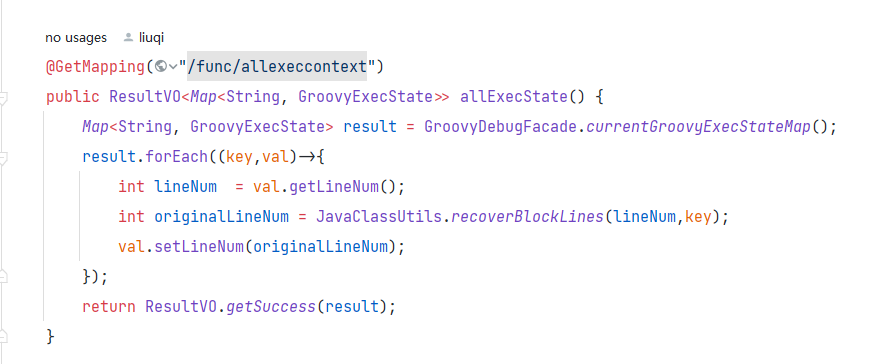 no usages liuqi
@GetMapping("/func/allexeccontext")
public ResultVO<Map<String, GroovyExecState>> allExecState() {
Map<String, GroovyExecState> result = GroovyDebugFacade.currentGroovyExecStateMap();
result.forEach((key,val)->{
int lineNum  = val.getLineNum();
int originalLineNum = JavaClassUtils.recoverBlockLines(lineNum,key);
val.setLineNum(originalLineNum);
});
return ResultVO.getSuccess(result);
}